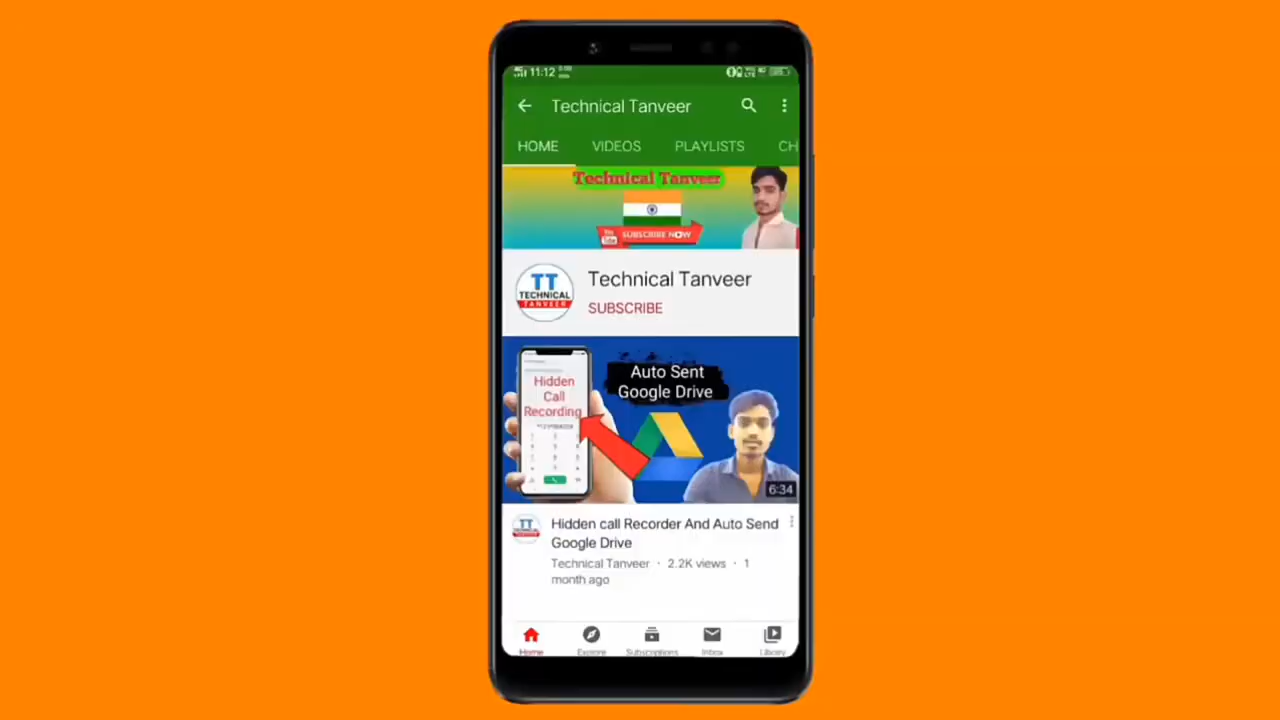 11:12
Technical Tanveer
HOME VIDEOS PLAYLISTS CH
Technical Tanveer
SUBSCRIBE NOW
TT
TECHNICAL
TANVEER
Technical Tanveer
SUBSCRIBE
Hidden
Call
Recording
Auto Sent
Google Drive
6:34
Hidden call Recorder And Auto Send
Google Drive
Technical Tanveer · 2.2K views · 1
month ago
Home Explore Subscriptions Inbox Library